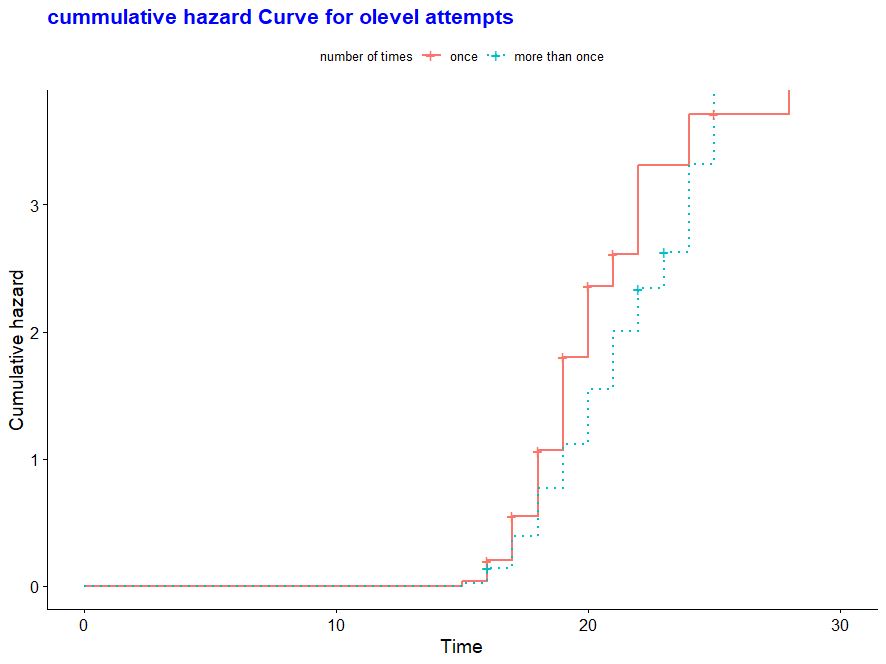 cummulative hazard Curve for olevel attempts
number of times once more than once
Cumulative hazard
3
2
1
0
0 10 20 30
Time